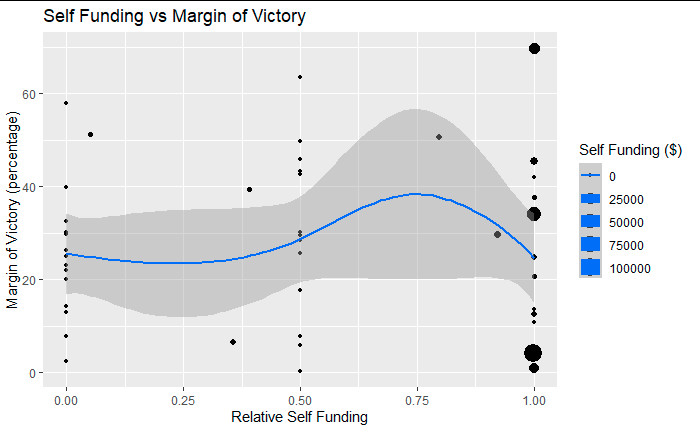 Self Funding vs Margin of Victory
Margin of Victory (percentage)
60
40
20
0
0.00 0.25 0.50 0.75 1.00
Relative Self Funding
Self Funding ($)
0
25000
50000
75000
100000